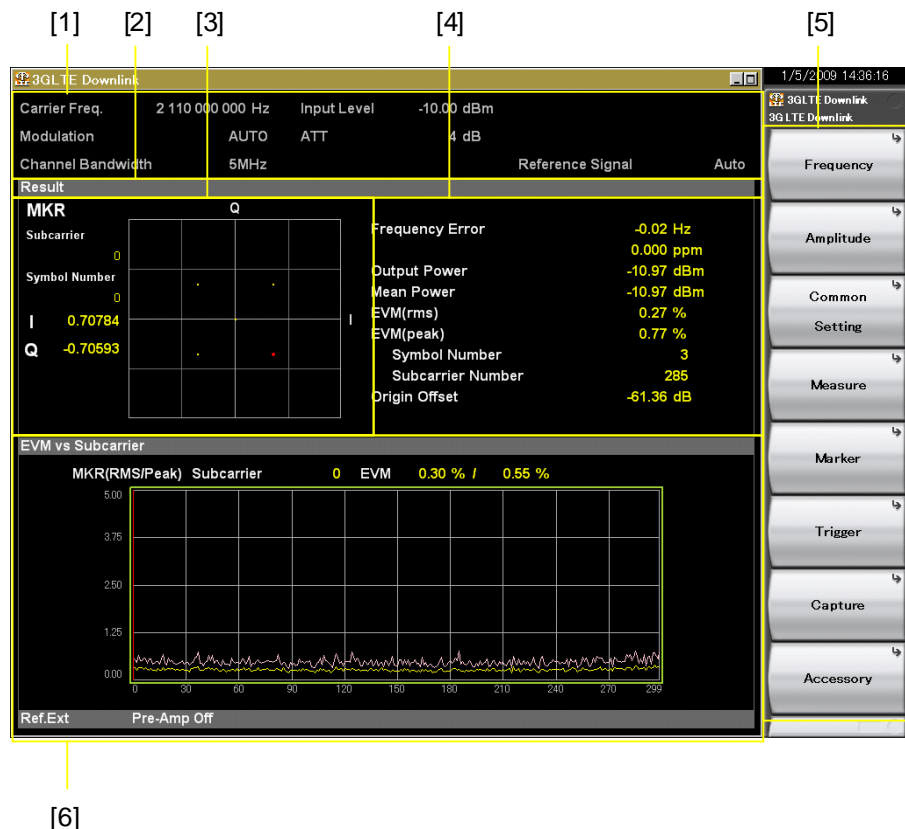 [1] [2] [3] [4] [5]
3GLTE Downlink
1/5/2009 14:36:16
3GLTE Downlink
3G LTE Downlink
Carrier Freq. 2 110 000 000 Hz Input Level -10.00 dBm
Modulation AUTO ATT 4 dB
Channel Bandwidth 5MHz Reference Signal Auto
Result
MKR
Subcarrier
0
Symbol Number
0
I 0.70784
Q -0.70593
Q
I
Frequency Error -0.02 Hz
0.000 ppm
Output Power -10.97 dBm
Mean Power -10.97 dBm
EVM(rms) 0.27 %
EVM(peak) 0.77 %
Symbol Number 3
Subcarrier Number 285
Origin Offset -61.36 dB
EVM vs Subcarrier
MKR(RMS/Peak) Subcarrier 0 EVM 0.30 % / 0.55 %
5.00
3.75
2.50
1.25
0.00
0 30 60 90 120 150 180 210 240 270 299
Ref.Ext Pre-Amp Off
Frequency
Amplitude
Common
Setting
Measure
Marker
Trigger
Capture
Accessory
[6]